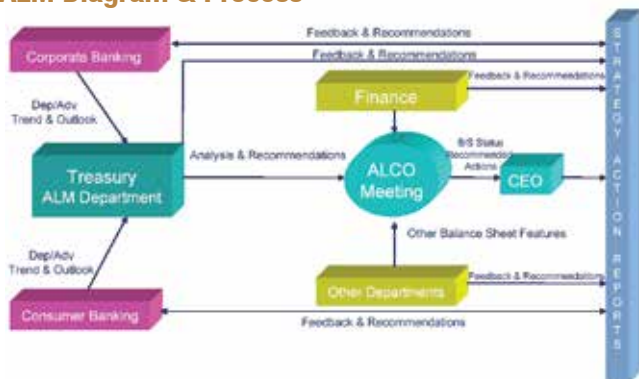 ALM Diagram & Process
Feedback & Recommendations
Corporate Banking
Feedback & Recommendations
Feedback & Recommendations
Finance
Dep/Adv
Trend & Outlook
B/S Status
Recommended
Actions
Analysis & Recommendations
Treasury
ALM Department
ALCO
Meeting
CEO
Other Balance Sheet Features
Dep/Adv
Trend & Outlook
Feedback & Recommendations
Other Departments
Consumer Banking
Feedback & Recommendations
STRATEGY ACTION REPORTS